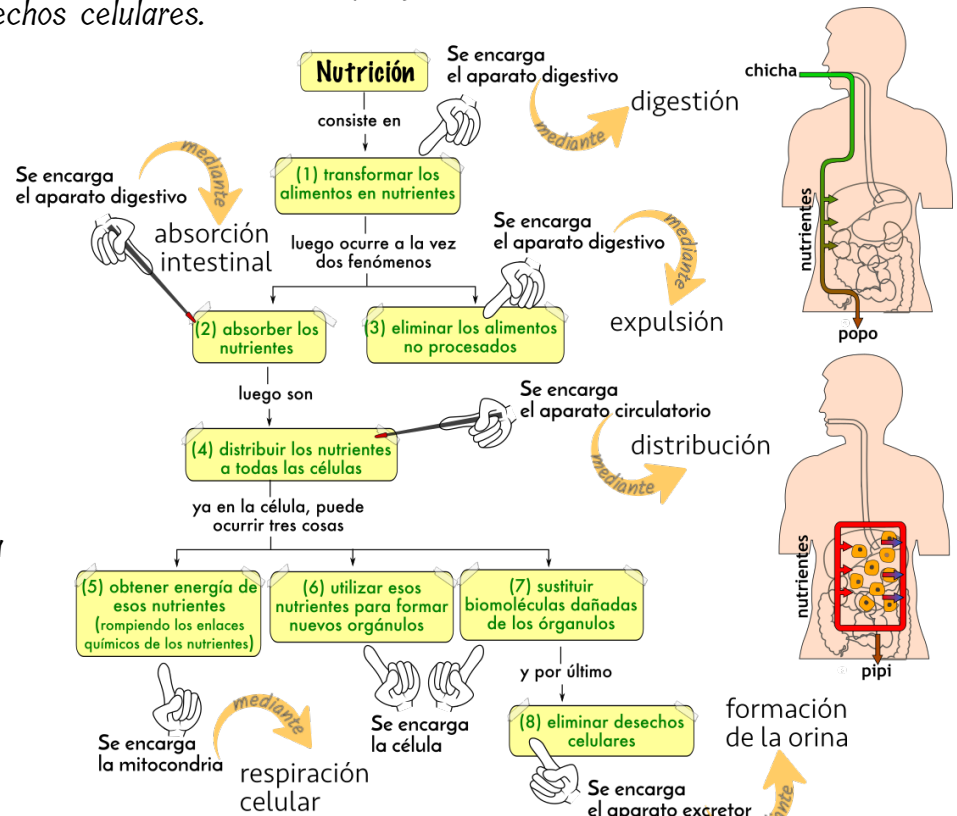 echos celulares.
Nutrición
consiste en
Se encarga
el aparato digestivo
mediante
digestión
(1) transformar los
alimentos en nutrientes
luego ocurre a la vez
dos fenómenos
Se encarga
el aparato digestivo
mediante
absorción
intestinal
Se encarga
el aparato digestivo
mediante
expulsión
(2) absorber los
nutrientes
(3) eliminar los alimentos
no procesados
luego son
Se encarga
el aparato circulatorio
mediante
distribución
(4) distribuir los nutrientes
a todas las células
ya en la célula, puede
ocurrir tres cosas
(5) obtener energía de
esos nutrientes
(rompiendo los enlaces
químicos de los nutrientes)
(6) utilizar esos
nutrientes para formar
nuevos orgánulos
(7) sustituir
biomoléculas dañadas
de los órganulos
Se encarga
la mitocondria
mediante
respiración
celular
Se encarga
la célula
y por último
(8) eliminar desechos
celulares
Se encarga
el aparato excretor
formación
de la orina
chicha
nutrientes
popo
nutrientes
pipi